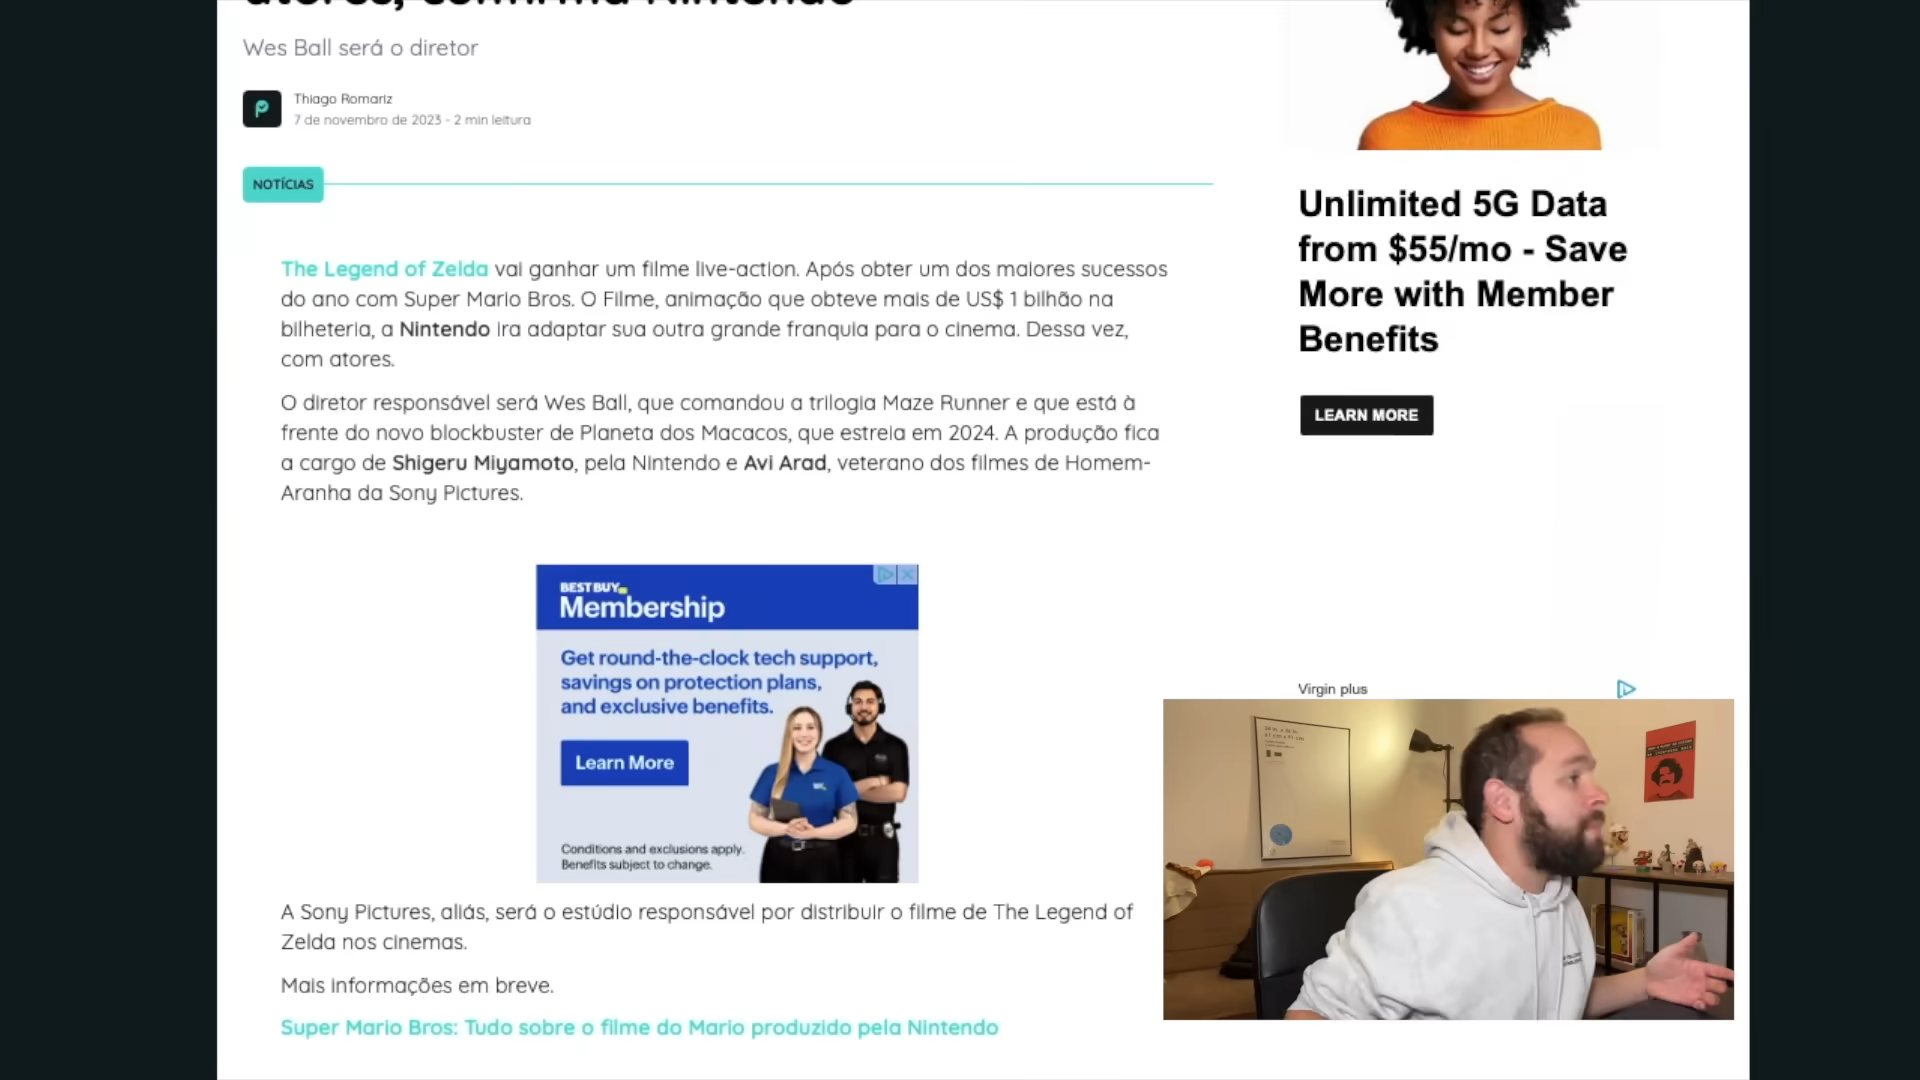 atores, confirma Nintendo
Wes Ball será o diretor
Thiago Romariz
7 de novembro de 2023 - 2 min leitura
NOTÍCIAS
The Legend of Zelda vai ganhar um filme live-action. Após obter um dos maiores sucessos
do ano com Super Mario Bros. O Filme, animação que obteve mais de US$ 1 bilhão na
bilheteria, a Nintendo ira adaptar sua outra grande franquia para o cinema. Dessa vez,
com atores.
O diretor responsável será Wes Ball, que comandou a trilogia Maze Runner e que está à
frente do novo blockbuster de Planeta dos Macacos, que estreia em 2024. A produção fica
a cargo de Shigeru Miyamoto, pela Nintendo e Avi Arad, veterano dos filmes de Homem-
Aranha da Sony Pictures.
BEST BUY
Membership
Get round-the-clock tech support,
savings on protection plans,
and exclusive benefits.
Learn More
Conditions and exclusions apply.
Benefits subject to change.
A Sony Pictures, aliás, será o estúdio responsável por distribuir o filme de The Legend of
Zelda nos cinemas.
Mais informações em breve.
Super Mario Bros: Tudo sobre o filme do Mario produzido pela Nintendo
Unlimited 5G Data
from $55/mo - Save
More with Member
Benefits
LEARN MORE
Virgin plus